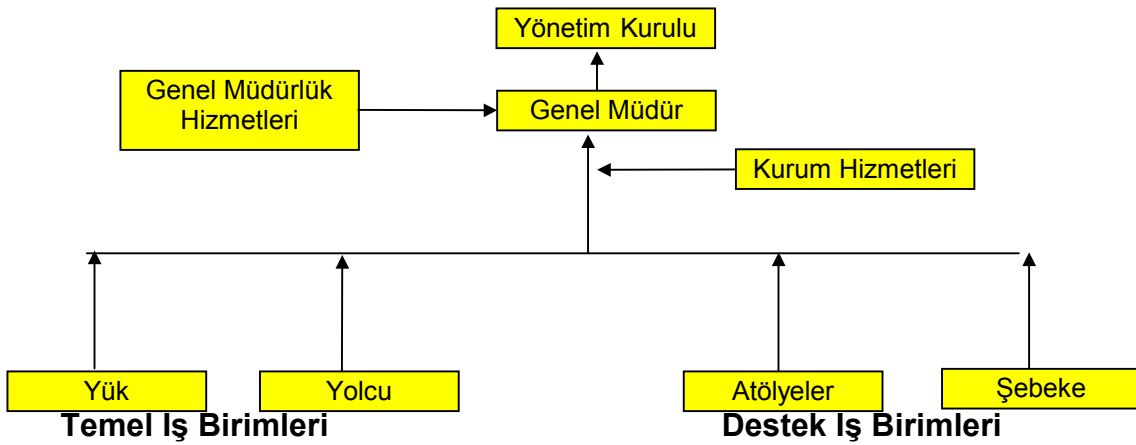 Yönetim Kurulu
Genel Müdürlük
Hizmetleri
Genel Müdür
Kurum Hizmetleri
Yük
Yolcu
Atölyeler
Şebeke
Temel Iş Birimleri
Destek Iş Birimleri